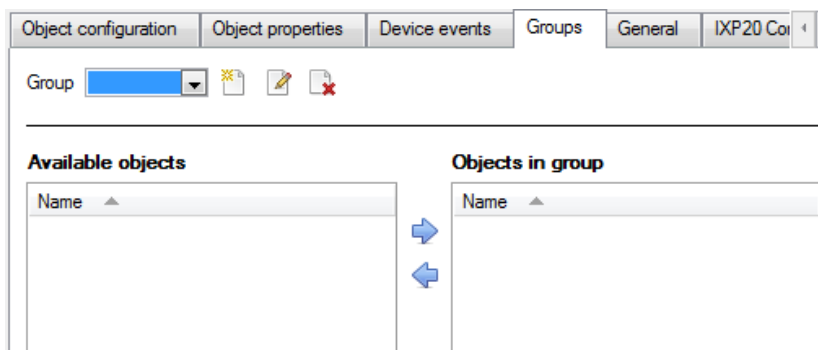 Object configuration Object properties Device events Groups General IXP20 Co
Group
Available objects Objects in group
Name Name